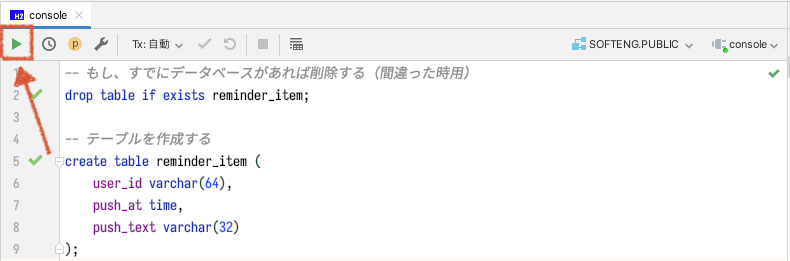 HZ console
p Tx: 自動 SOFTENG.PUBLIC console
1 -- もし、すでにデータベースがあれば削除する（間違った時用）
2 drop table if exists reminder_item;
3
4 -- テーブルを作成する
5 create table reminder_item (
6 user_id varchar(64),
7 push_at time,
8 push_text varchar(32)
9 );